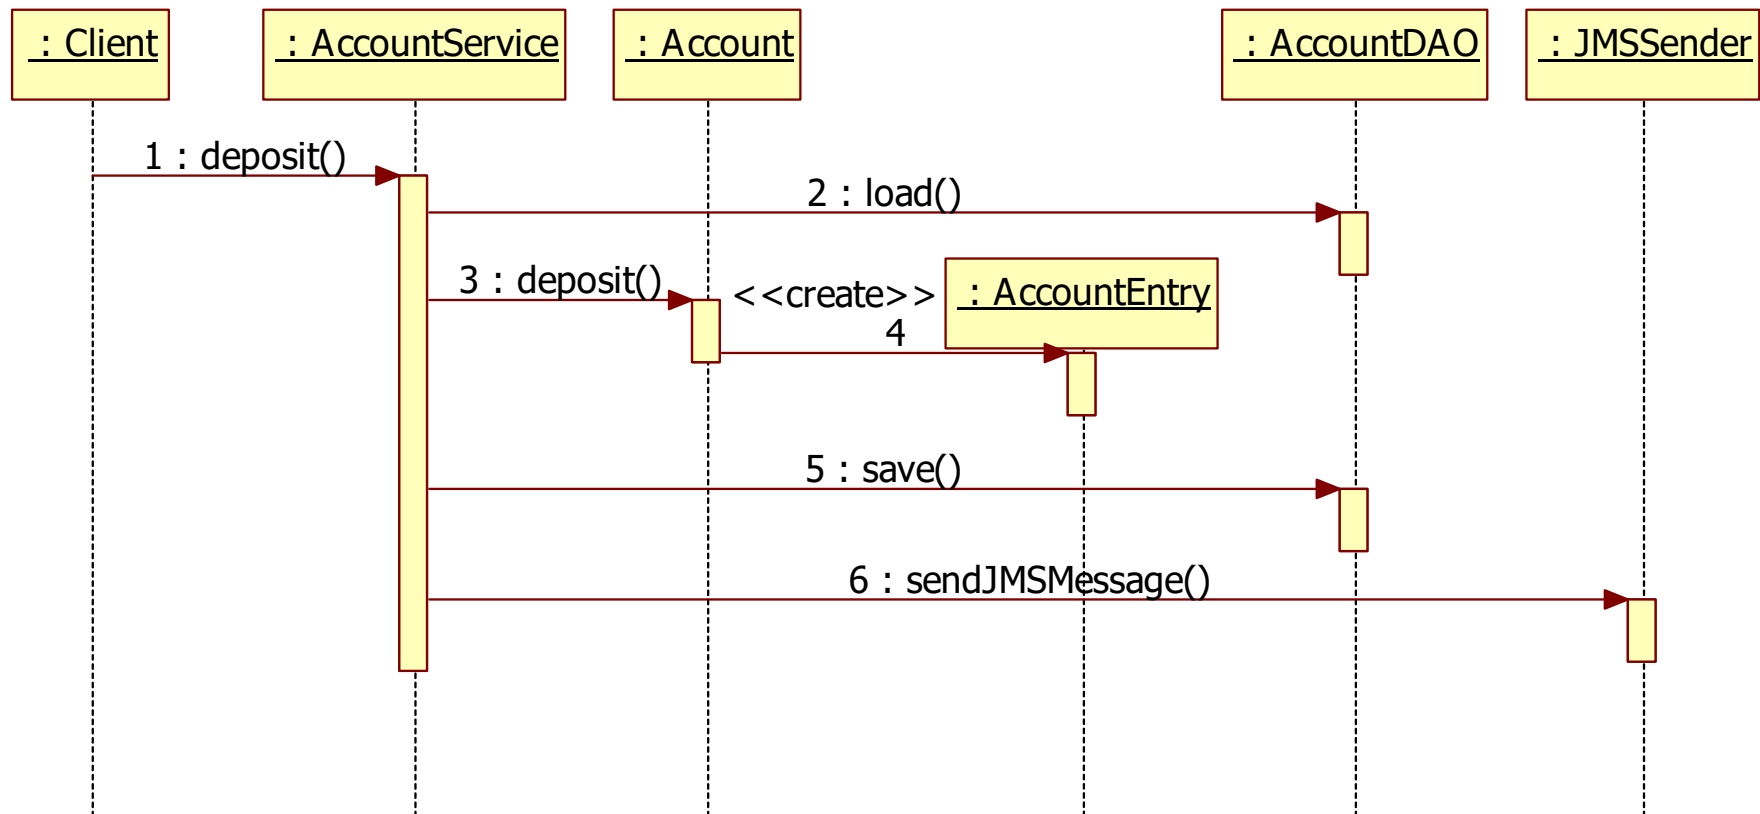 : Client
: AccountService
: Account
: AccountDAO
: JMSSender
1 : deposit()
2 : load()
3 : deposit()
<<create>>
4
: AccountEntry
5 : save()
6 : sendJMSMessage()